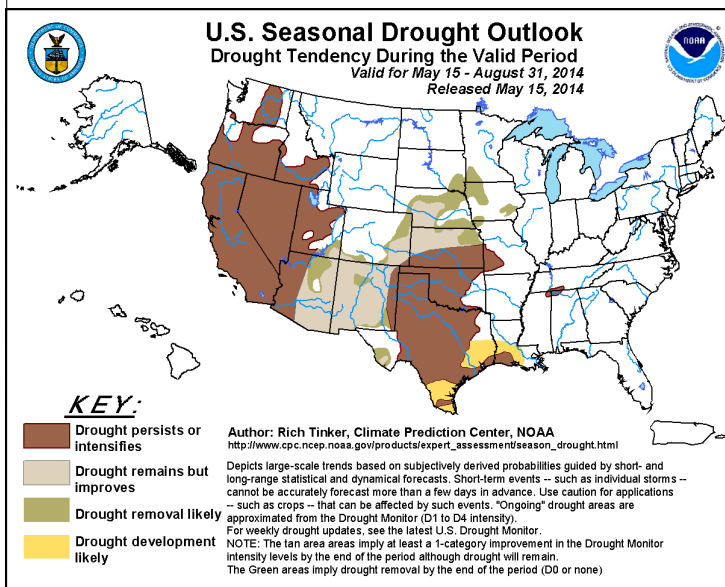 U.S. Seasonal Drought Outlook
Drought Tendency During the Valid Period
Valid for May 15 - August 31, 2014
Released May 15, 2014
NOAA
KEY:
Drought persists or
intensifies
Drought remains but
improves
Drought removal likely
Drought development
likely
Author: Rich Tinker, Climate Prediction Center, NOAA
http://www.cpc.ncep.noaa.gov/products/expert_assessment/season_drought.html
Depicts large-scale trends based on subjectively derived probabilities guided by short- and
long-range statistical and dynamical forecasts. Short-term events -- such as individual storms --
cannot be accurately forecast more than a few days in advance. Use caution for applications
-- such as crops -- that can be affected by such events. "Ongoing" drought areas are
approximated from the Drought Monitor (D1 to D4 intensity).
For weekly drought updates, see the latest U.S. Drought Monitor.
NOTE: The tan area areas imply at least a 1-category improvement in the Drought Monitor
intensity levels by the end of the period although drought will remain.
The Green areas imply drought removal by the end of the period (D0 or none)